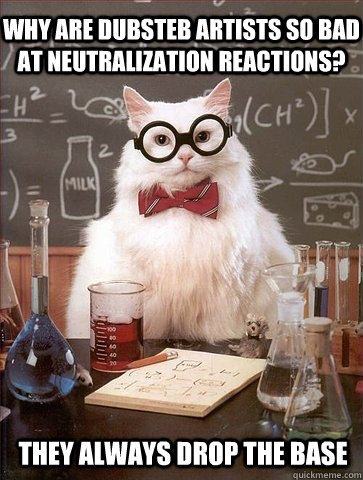 WHY ARE DUBSTEB ARTISTS SO BAD
AT NEUTRALIZATION REACTIONS?
MILK
THEY ALWAYS DROP THE BASE
quickmeme.com